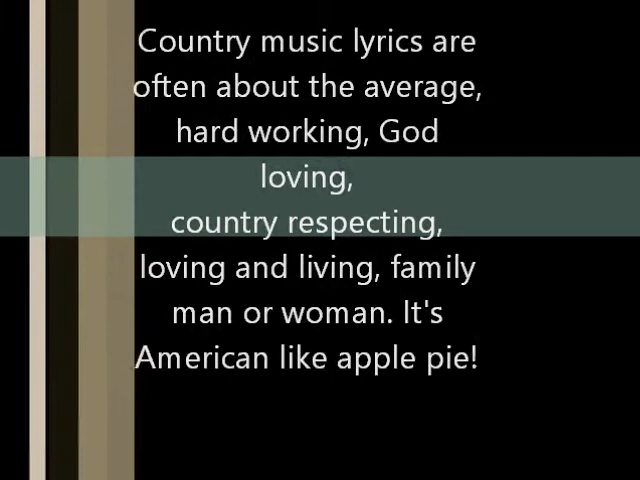 Country music lyrics are
often about the average,
hard working, God
loving,
country respecting,
loving and living, family
man or woman. It's
American like apple pie!